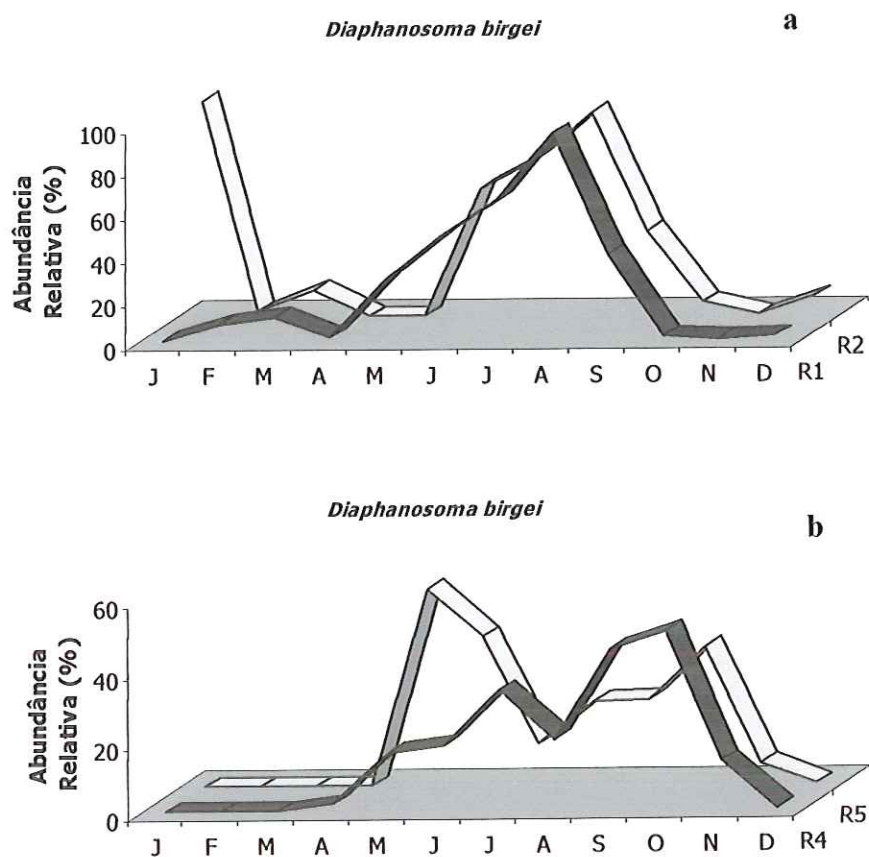 Diaphanosoma birgei
a
Abundância
Relativa (%)
100
80
60
40
20
0
J F M A M J J A S O N D
R1
R2
Diaphanosoma birgei
b
Abundância
Relativa (%)
60
40
20
0
J F M A M J J A S O N D
R4
R5